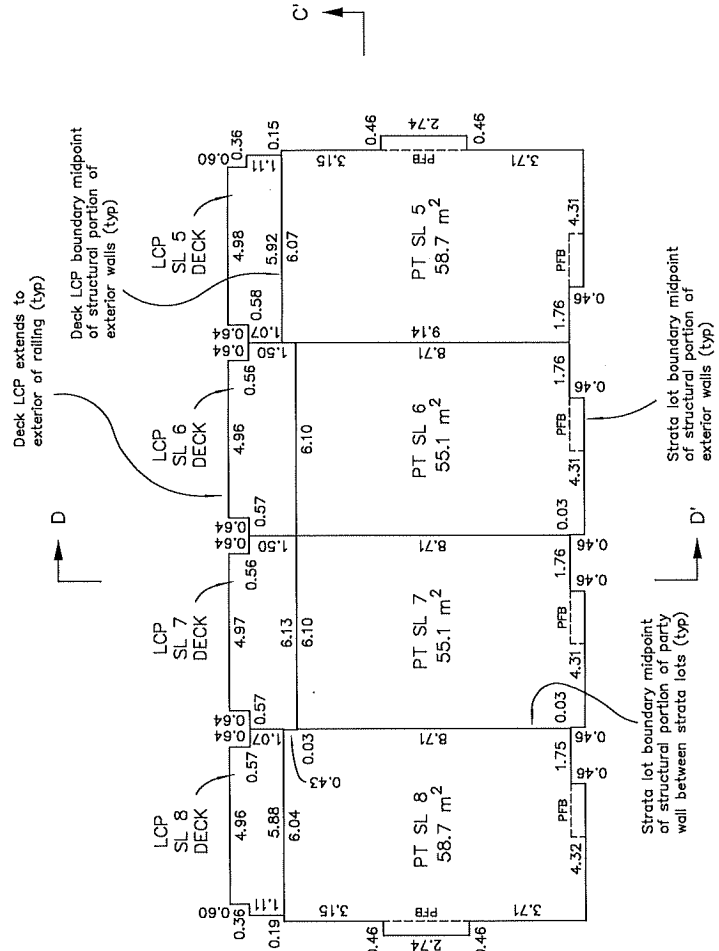 C'
D
Deck LCP extends to
exterior of railing (typ)
Deck LCP boundary midpoint
of structural portion of
exterior walls (typ)
LCP
SL 8
DECK
LCP
SL 7
DECK
LCP
SL 6
DECK
LCP
SL 5
DECK
0.60
4.96
0.64
0.64
4.97
0.64
0.64
4.96
0.64
0.64
4.98
0.60
0.36
0.36
0.57
0.57
0.56
0.57
0.56
0.58
0.19
1.11
5.88
1.07
6.13
1.50
1.50
1.07
5.92
1.11
0.15
6.04
0.03
6.10
6.10
6.07
0.43
3.15
3.15
0.46
0.46
2.74
PFB
PFB
2.74
0.46
0.46
PT SL 8
58.7 m²
PT SL 7
55.1 m²
PT SL 6
55.1 m²
PT SL 5
58.7 m²
8.71
8.71
8.71
9.14
3.71
3.71
4.32
PFB
1.75
0.03
4.31
PFB
1.76
0.03
4.31
PFB
1.76
1.76
PFB
4.31
0.46
0.46
0.46
0.46
0.46
0.46
Strata lot boundary midpoint
of structural portion of party
wall between strata lots (typ)
D'
Strata lot boundary midpoint
of structural portion of
exterior walls (typ)